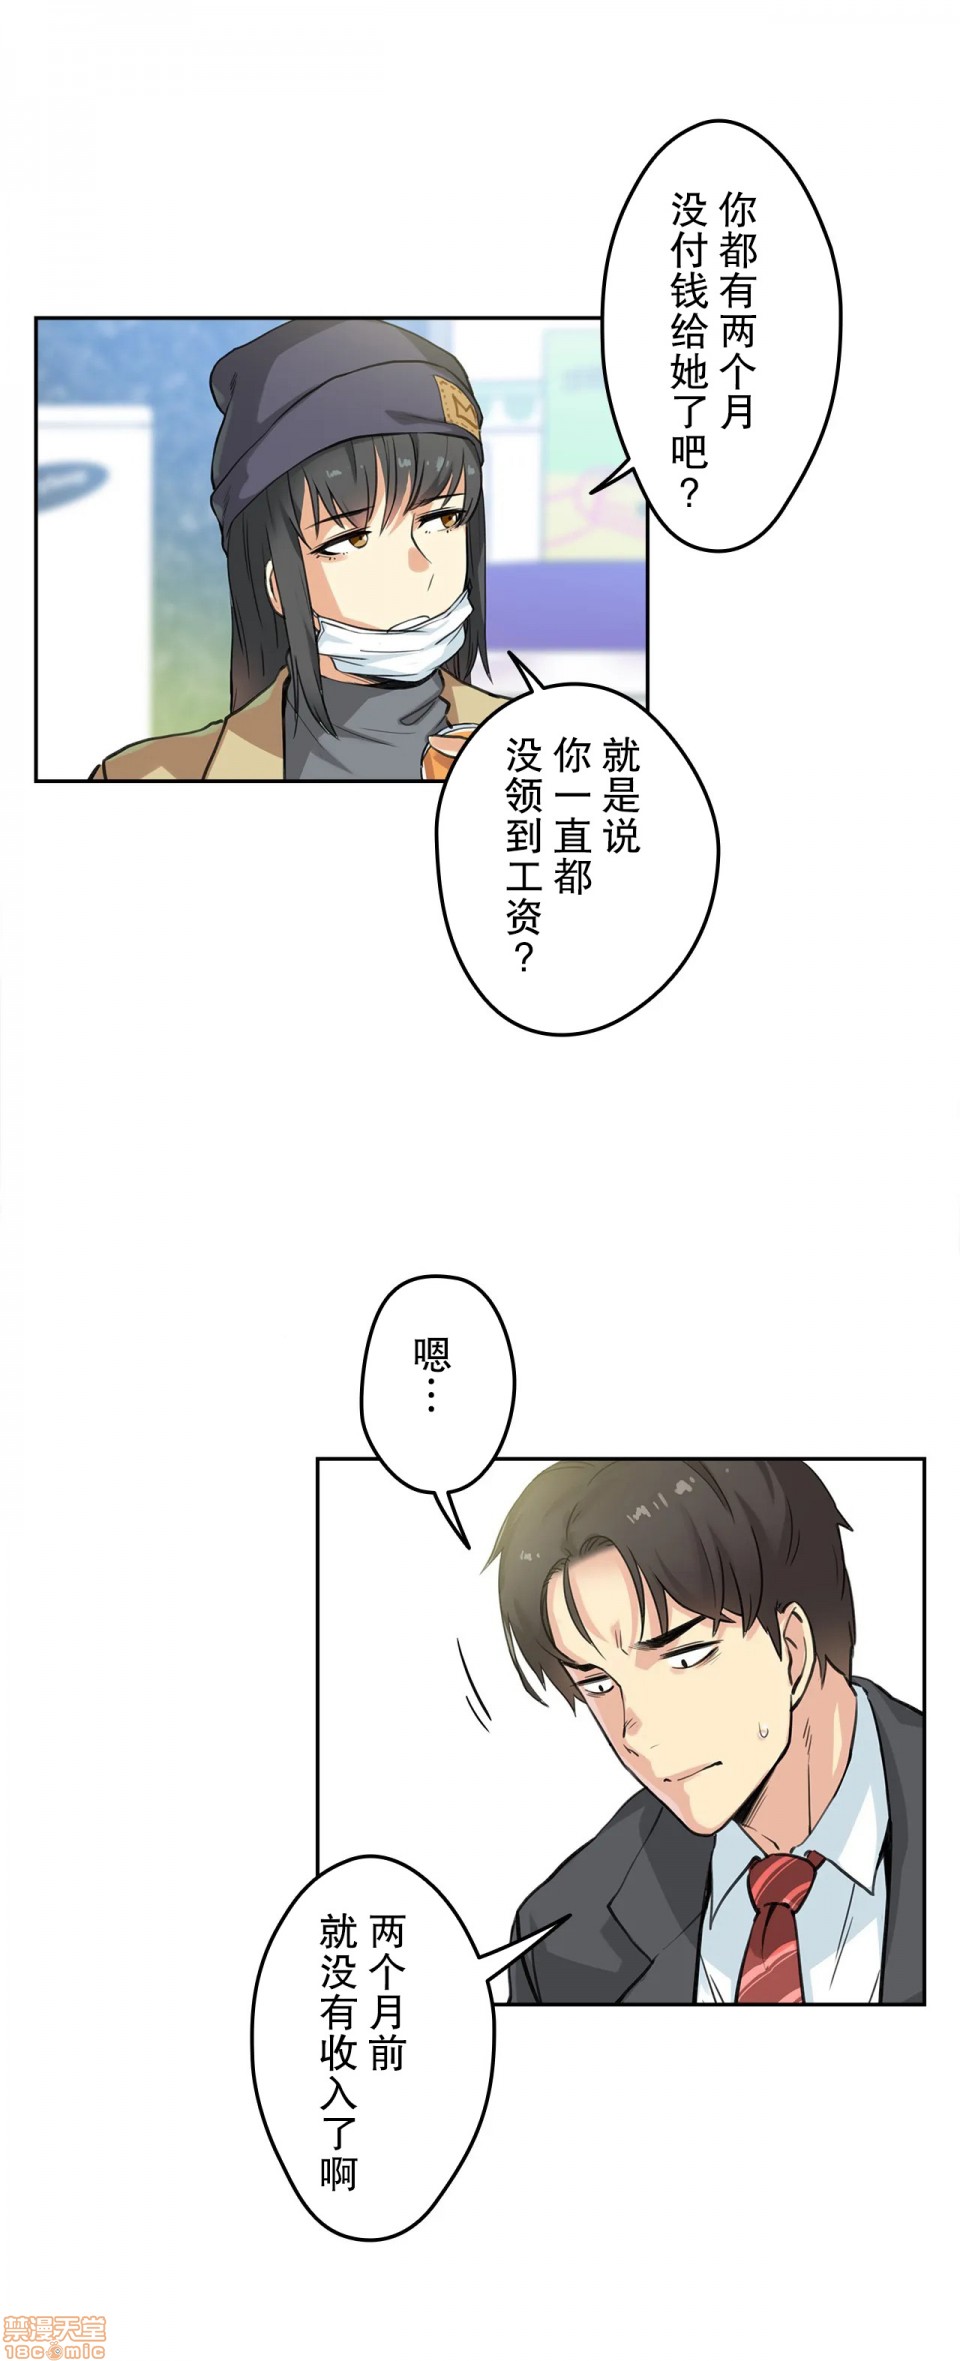 你都有两个月
没付钱给她了吧？
就是说
你一直都
没领到工资？
嗯…
两个月前
就没有收入了啊
禁漫天堂
18comic